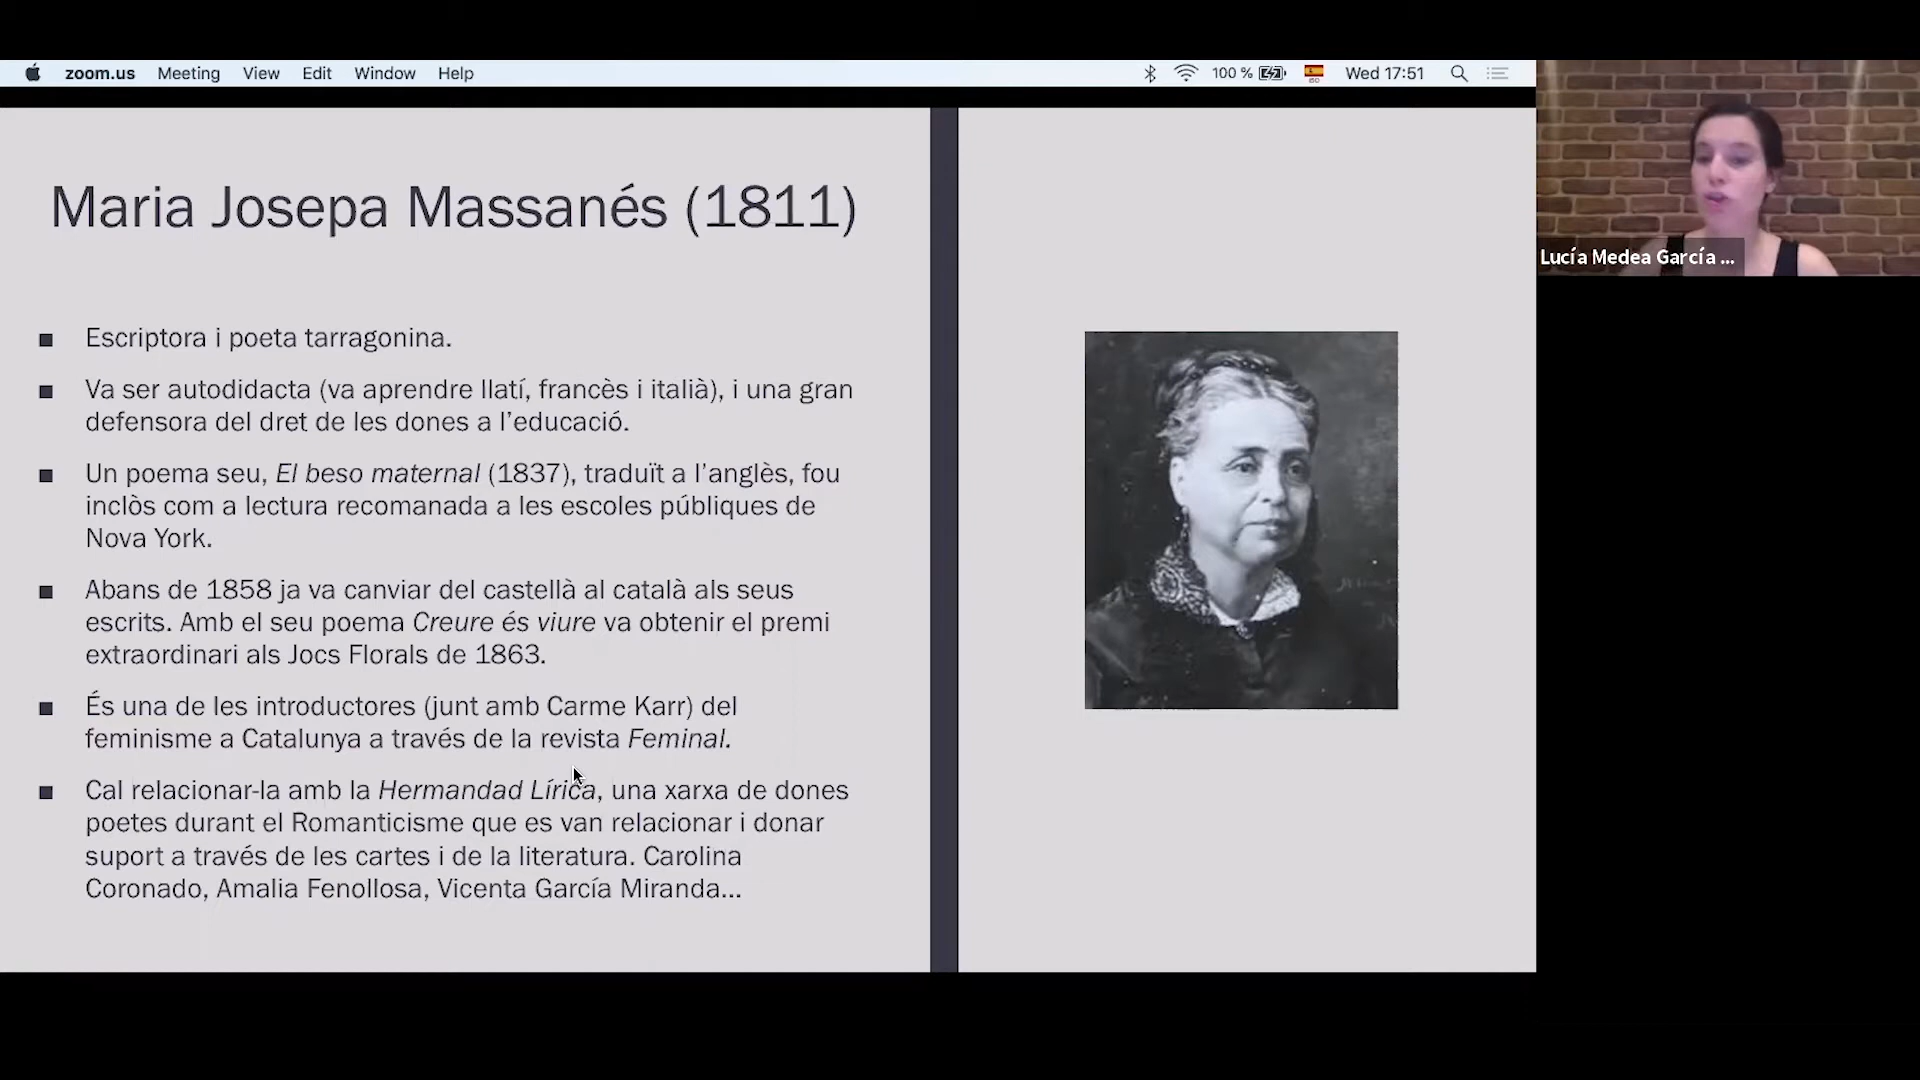 zoom.us Meeting View Edit Window Help 100 % Wed 17:51
Maria Josepa Massanés (1811)
Escriptora i poeta tarragonina.
Va ser autodidacta (va aprendre llatí, francès i italià), i una gran
defensora del dret de les dones a l’educació.
Un poema seu, El beso maternal (1837), traduït a l’anglès, fou
inclòs com a lectura recomanada a les escoles públiques de
Nova York.
Abans de 1858 ja va canviar del castellà al català als seus
escrits. Amb el seu poema Creure és viure va obtenir el premi
extraordinari als Jocs Florals de 1863.
És una de les introductores (junt amb Carme Karr) del
feminisme a Catalunya a través de la revista Feminal.
Cal relacionar-la amb la Hermandad Lírica, una xarxa de dones
poetes durant el Romanticisme que es van relacionar i donar
suport a través de les cartes i de la literatura. Carolina
Coronado, Amalia Fenollosa, Vicenta García Miranda...
Lucía Medea García ...